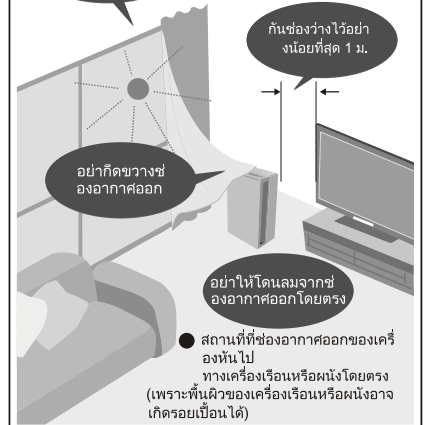 กันช่องว่างไว้อย่า
งน้อยที่สุด 1 ม.
อย่ากีดขวางช่
องอากาศออก
อย่าให้โดนลมจากช่
องอากาศออกโดยตรง
● สถานที่ที่ช่องอากาศออกของเครื่
องหันไป
ทางเครื่องเรือนหรือผนังโดยตรง
(เพราะพื้นผิวของเครื่องเรือนหรือผนังอาจ
เกิดรอยเปื้อนได้)